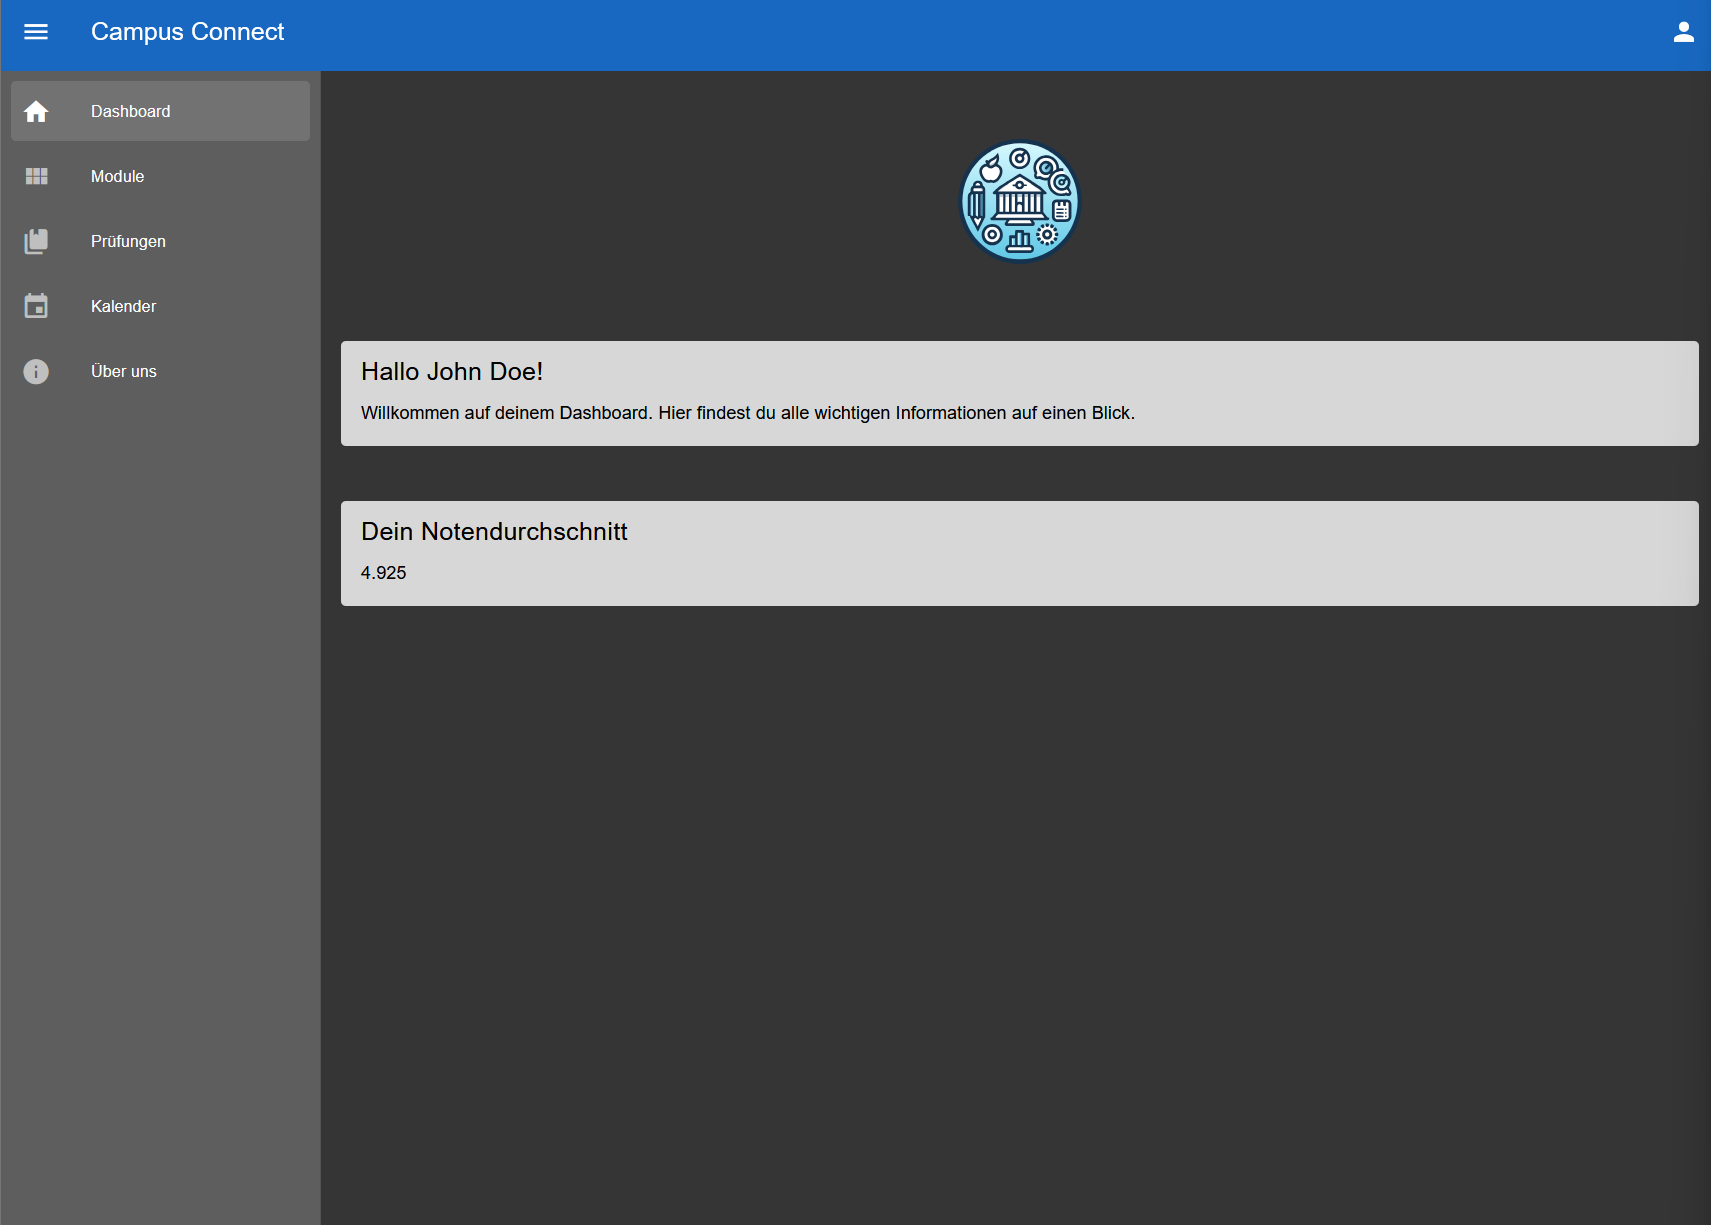 Campus Connect
Dashboard
Module
Prüfungen
Kalender
Über uns
Hallo John Doe!
Willkommen auf deinem Dashboard. Hier findest du alle wichtigen Informationen auf einen Blick.
Dein Notendurchschnitt
4.925